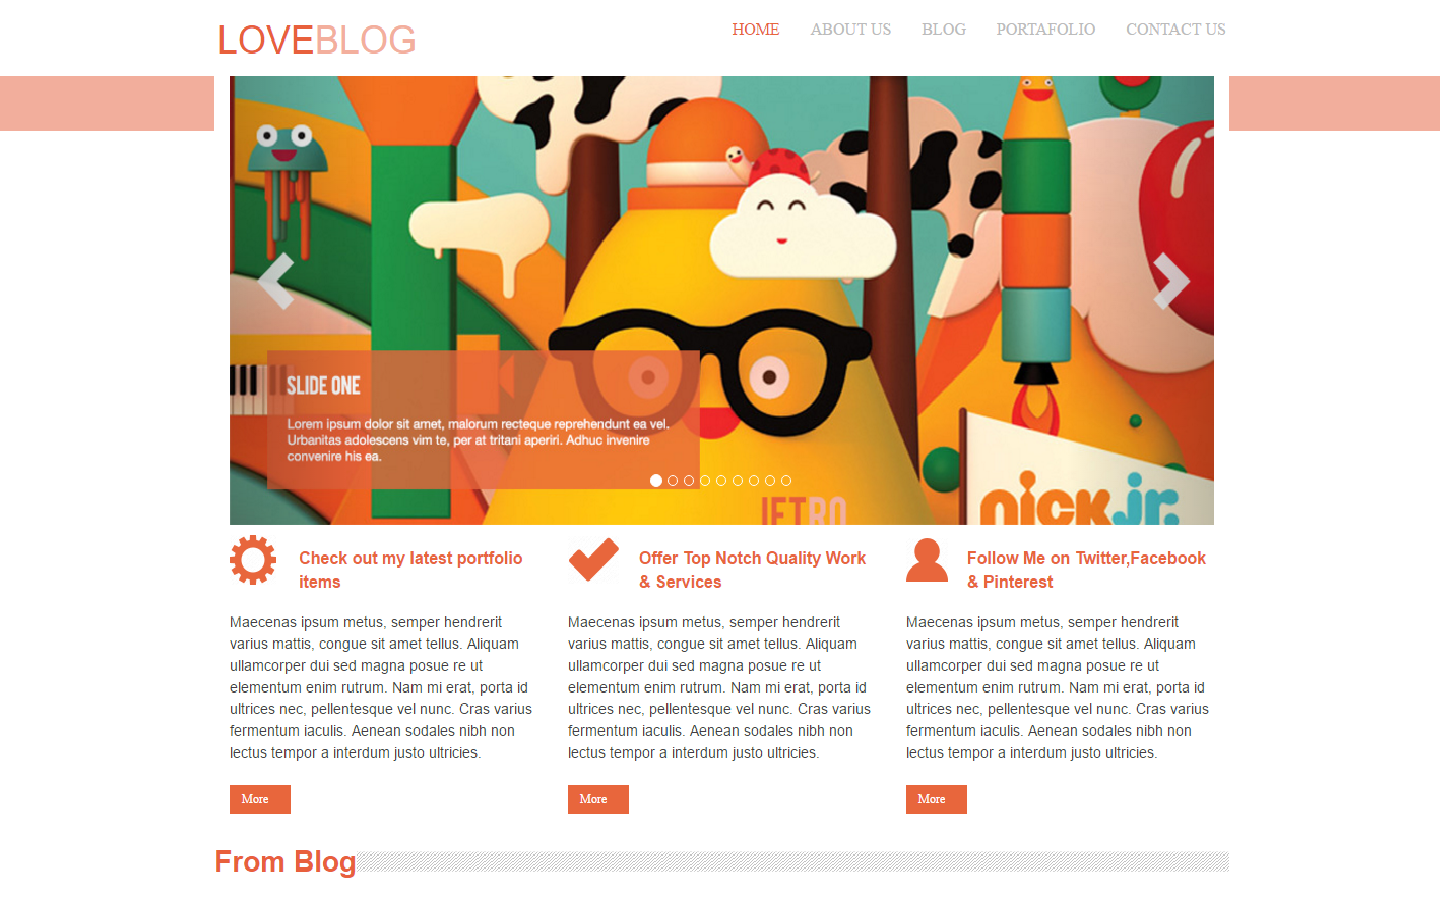 LOVEBLOG
HOME ABOUT US BLOG PORTAFOLIO CONTACT US
SLIDE ONE
Lorem ipsum dolor sit amet, malorum recteque reprehendunt ea vel.
Urbanitas adolescens vim te, per at tritani aperiri. Adhuc invenire
convenire his ea.
JETRO
nick jr.
Check out my latest portfolio
items
Maecenas ipsum metus, semper hendrerit
varius mattis, congue sit amet tellus. Aliquam
ullamcorper dui sed magna posue re ut
elementum enim rutrum. Nam mi erat, porta id
ultrices nec, pellentesque vel nunc. Cras varius
fermentum iaculis. Aenean sodales nibh non
lectus tempor a interdum justo ultricies.
More
Offer Top Notch Quality Work
& Services
Maecenas ipsum metus, semper hendrerit
varius mattis, congue sit amet tellus. Aliquam
ullamcorper dui sed magna posue re ut
elementum enim rutrum. Nam mi erat, porta id
ultrices nec, pellentesque vel nunc. Cras varius
fermentum iaculis. Aenean sodales nibh non
lectus tempor a interdum justo ultricies.
More
Follow Me on Twitter,Facebook
& Pinterest
Maecenas ipsum metus, semper hendrerit
varius mattis, congue sit amet tellus. Aliquam
ullamcorper dui sed magna posue re ut
elementum enim rutrum. Nam mi erat, porta id
ultrices nec, pellentesque vel nunc. Cras varius
fermentum iaculis. Aenean sodales nibh non
lectus tempor a interdum justo ultricies.
More
From Blog